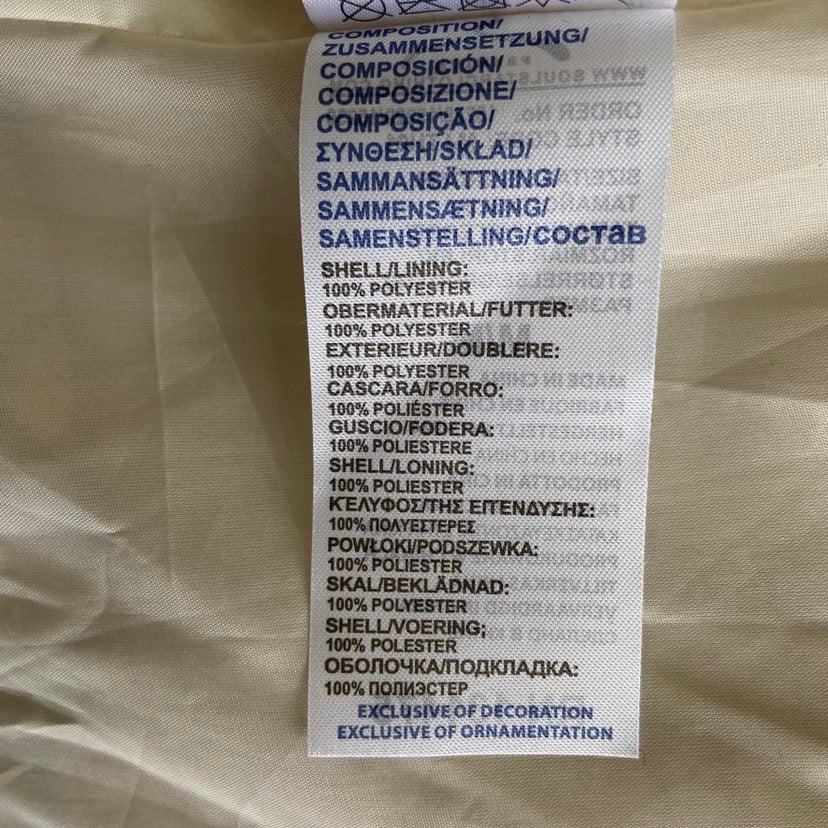 COMPOSITION/
ZUSAMMENSETZUNG/
COMPOSICIÓN/
COMPOSIZIONE/
COMPOSIÇÃO/
ΣΥΝΘΕΣΗ/SKŁAD/
SAMMANSÄTTNING/
SAMMENSÆTNING/
SAMENSTELLING/СОСТАВ
SHELL/LINING:
100% POLYESTER
OBERMATERIAL/FUTTER:
100% POLYESTER
EXTERIEUR/DOUBLERE:
100% POLYESTER
CASCARA/FORRO:
100% POLIÉSTER
GUSCIO/FODERA:
100% POLIESTERE
SHELL/LONING:
100% POLIESTER
ΚΈΛΥΦΟΣ/ΤΗΣ ΕΠΈΝΔΥΣΗΣ:
100% ΠΟΛΥΕΣΤΕΡΕΣ
POWŁOKI/PODSZEWKA:
100% POLIESTER
SKAL/BEKLÄDNAD:
100% POLYESTER
SHELL/VOERING;
100% POLESTER
ОБОЛОЧКА/ПОДКЛАДКА:
100% ПОЛИЭСТЕР
EXCLUSIVE OF DECORATION
EXCLUSIVE OF ORNAMENTATION